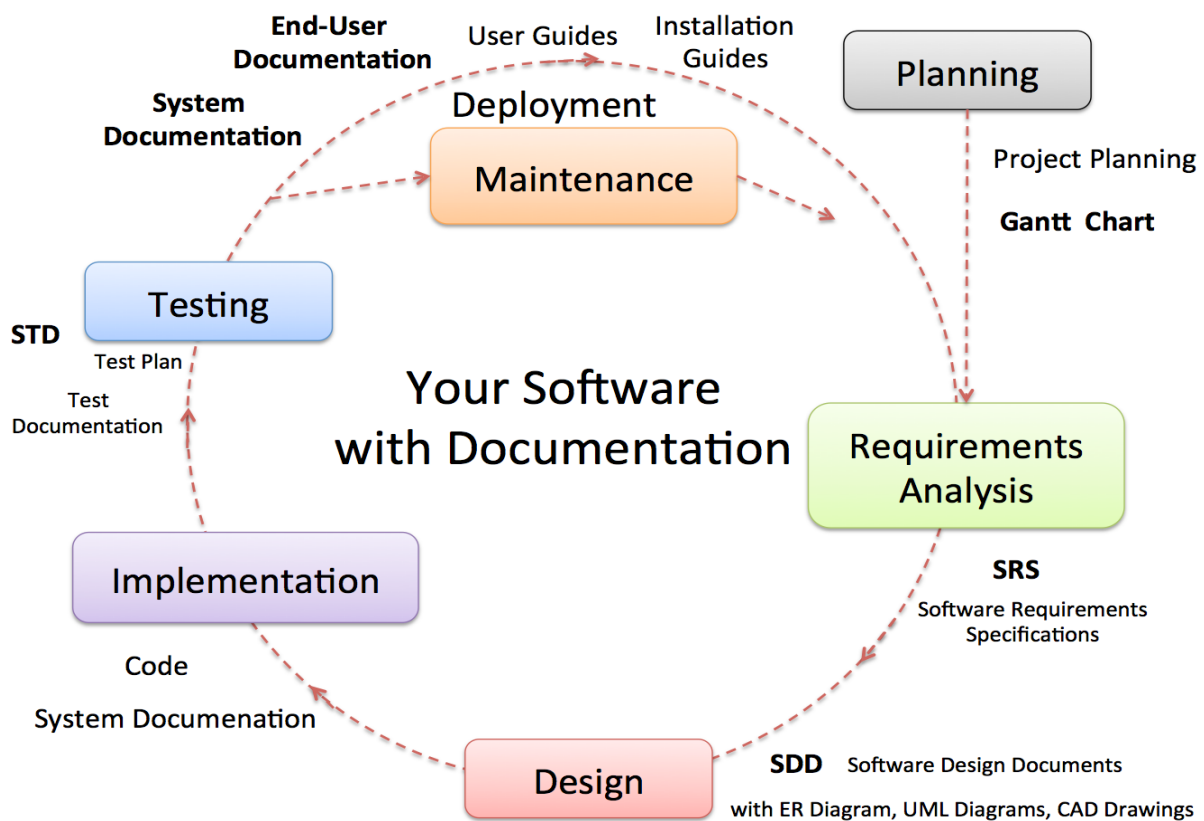 End-User
Documentation
User Guides
Installation
Guides
Planning
System
Documentation
Deployment
Maintenance
Project Planning
Gantt Chart
Testing
STD
Test Plan
Test
Documentation
Your Software
with Documentation
Requirements
Analysis
SRS
Software Requirements
Specifications
Implementation
Code
System Documenation
Design
SDD Software Design Documents
with ER Diagram, UML Diagrams, CAD Drawings